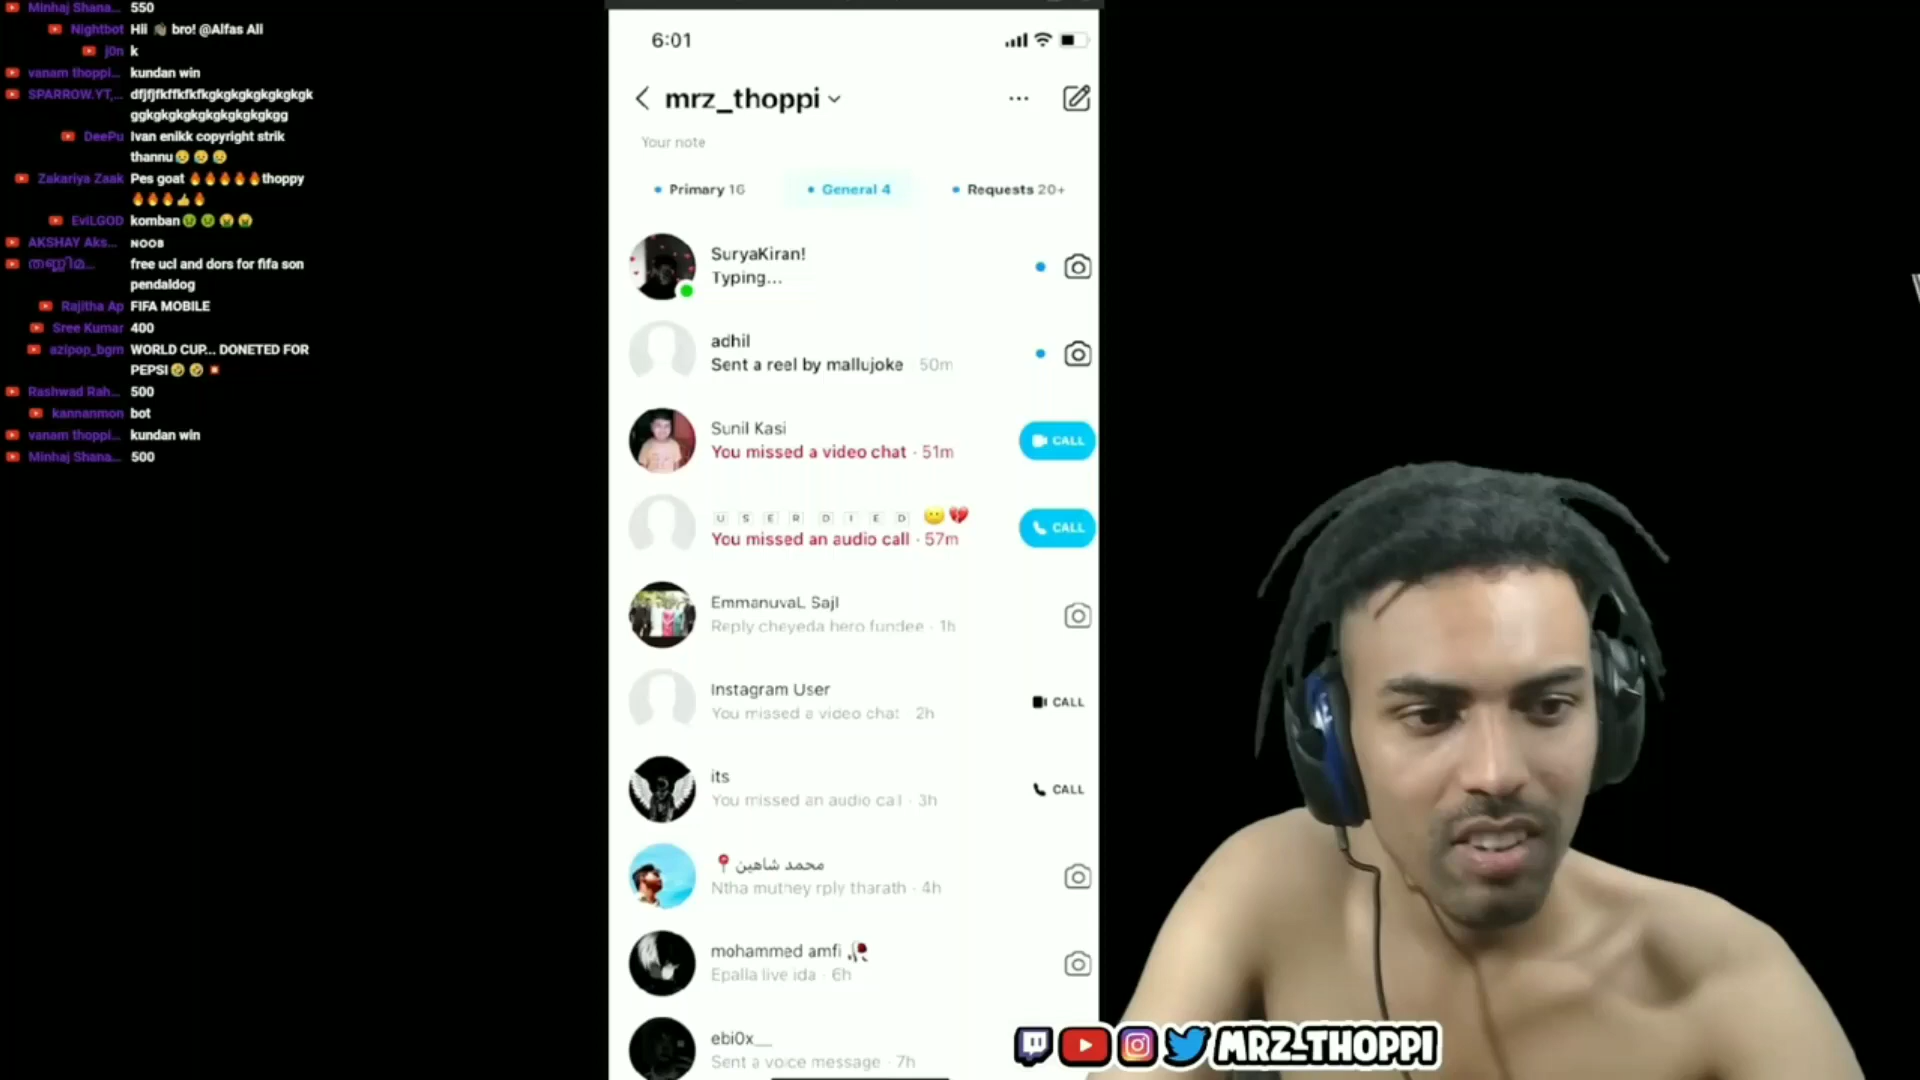 Minhaj Shana... 550
Nightbot Hii bro! @Alfas Ali
j0n k
vanam thoppi... kundan win
SPARROW.YT,... dfjfjfkffkfkfkgkgkgkgkgkgkgk
ggkgkgkgkgkgkgkgkgkgg
DeePu Ivan enikk copyright strik
thannu😥😥😥
Zakariya Zaak Pes goat 🔥🔥🔥🔥🔥thoppy
🔥🔥🔥👍🔥
EviLGOD komban🤢🤢🤮🤮
AKSHAY Aks... ɴᴏᴏʙ
തണ്ണിമ... free ucl and dors for fifa son
pendaldog
Rajitha Ap FIFA MOBILE
Sree Kumar 400
azipop_bgm WORLD CUP... DONETED FOR
PEPSI🤣🤣
Rashwad Rah... 500
kannanmon bot
vanam thoppi... kundan win
Minhaj Shana... 500
6:01
mrz_thoppi
Your note
Primary 16 General 4 Requests 20+
SuryaKiran!
Typing...
adhil
Sent a reel by mallujoke · 50m
Sunil Kasi
You missed a video chat · 51m
CALL
U S E R D I E D 🙂💔
You missed an audio call · 57m
CALL
EmmanuvaL Sajl
Reply cheyeda hero fundee · 1h
Instagram User
You missed a video chat · 2h
CALL
its
You missed an audio call · 3h
CALL
محمد شاهين📍
Ntha muthey rply tharath · 4h
mohammed amfi 🥀
Epalla live ida · 6h
ebi0x__
Sent a voice message · 7h
MRZ_THOPPI